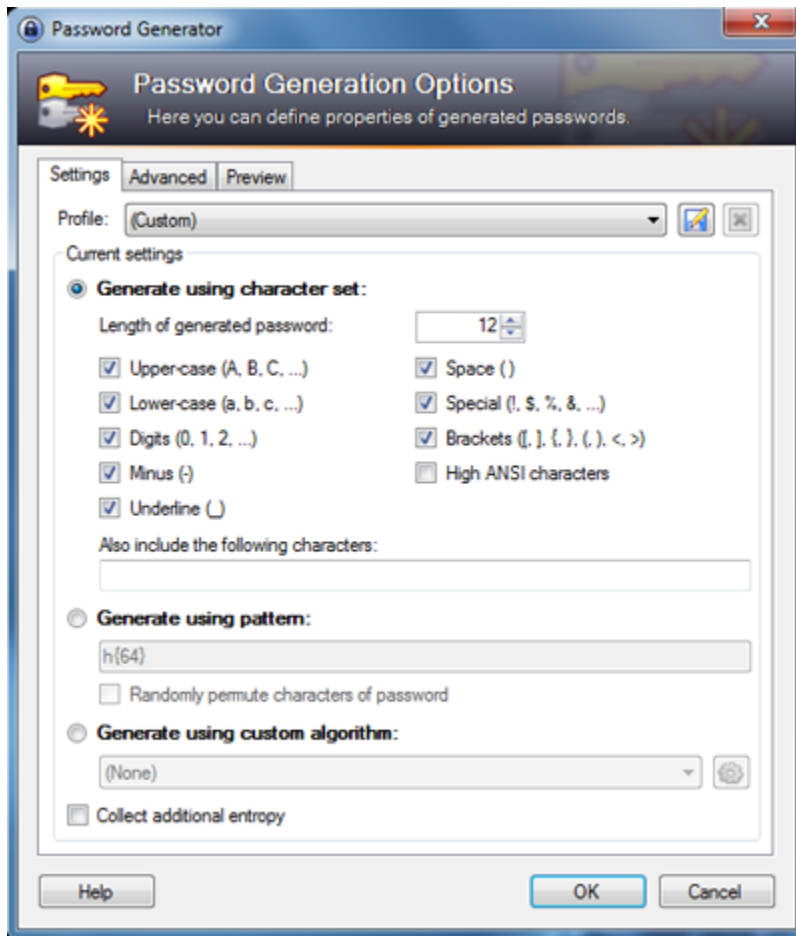 Password Generator
Password Generation Options
Here you can define properties of generated passwords.
Settings Advanced Preview
Profile: (Custom)
Current settings
Generate using character set:
Length of generated password: 12
Upper-case (A, B, C, ...) Space ( )
Lower-case (a, b, c, ...) Special (!, $, %, &, ...)
Digits (0, 1, 2, ...) Brackets ([, ], {, }, (, ), <, >)
Minus (-) High ANSI characters
Underline (_)
Also include the following characters:
Generate using pattern:
h{64}
Randomly permute characters of password
Generate using custom algorithm:
(None)
Collect additional entropy
Help OK Cancel